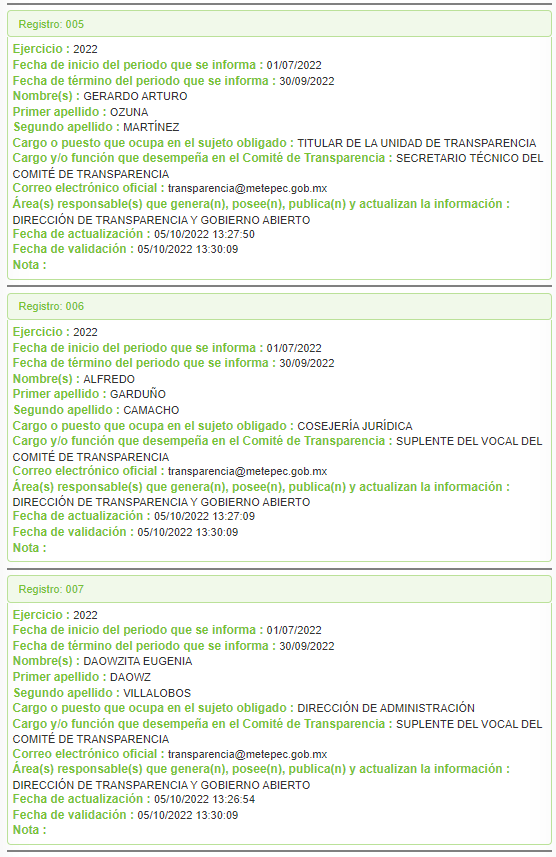 Registro: 005
Ejercicio : 2022
Fecha de inicio del periodo que se informa : 01/07/2022
Fecha de término del periodo que se informa : 30/09/2022
Nombre(s) : GERARDO ARTURO
Primer apellido : OZUNA
Segundo apellido : MARTÍNEZ
Cargo o puesto que ocupa en el sujeto obligado : TITULAR DE LA UNIDAD DE TRANSPARENCIA
Cargo y/o función que desempeña en el Comité de Transparencia : SECRETARIO TÉCNICO DEL
COMITÉ DE TRANSPARENCIA
Correo electrónico oficial : transparencia@metepec.gob.mx
Área(s) responsable(s) que genera(n), posee(n), publica(n) y actualizan la información :
DIRECCIÓN DE TRANSPARENCIA Y GOBIERNO ABIERTO
Fecha de actualización : 05/10/2022 13:27:50
Fecha de validación : 05/10/2022 13:30:09
Nota :
Registro: 006
Ejercicio : 2022
Fecha de inicio del periodo que se informa : 01/07/2022
Fecha de término del periodo que se informa : 30/09/2022
Nombre(s) : ALFREDO
Primer apellido : GARDUÑO
Segundo apellido : CAMACHO
Cargo o puesto que ocupa en el sujeto obligado : COSEJERÍA JURÍDICA
Cargo y/o función que desempeña en el Comité de Transparencia : SUPLENTE DEL VOCAL DEL
COMITÉ DE TRANSPARENCIA
Correo electrónico oficial : transparencia@metepec.gob.mx
Área(s) responsable(s) que genera(n), posee(n), publica(n) y actualizan la información :
DIRECCIÓN DE TRANSPARENCIA Y GOBIERNO ABIERTO
Fecha de actualización : 05/10/2022 13:27:09
Fecha de validación : 05/10/2022 13:30:09
Nota :
Registro: 007
Ejercicio : 2022
Fecha de inicio del periodo que se informa : 01/07/2022
Fecha de término del periodo que se informa : 30/09/2022
Nombre(s) : DAOWZITA EUGENIA
Primer apellido : DAOWZ
Segundo apellido : VILLALOBOS
Cargo o puesto que ocupa en el sujeto obligado : DIRECCIÓN DE ADMINISTRACIÓN
Cargo y/o función que desempeña en el Comité de Transparencia : SUPLENTE DEL VOCAL DEL
COMITÉ DE TRANSPARENCIA
Correo electrónico oficial : transparencia@metepec.gob.mx
Área(s) responsable(s) que genera(n), posee(n), publica(n) y actualizan la información :
DIRECCIÓN DE TRANSPARENCIA Y GOBIERNO ABIERTO
Fecha de actualización : 05/10/2022 13:26:54
Fecha de validación : 05/10/2022 13:30:09
Nota :